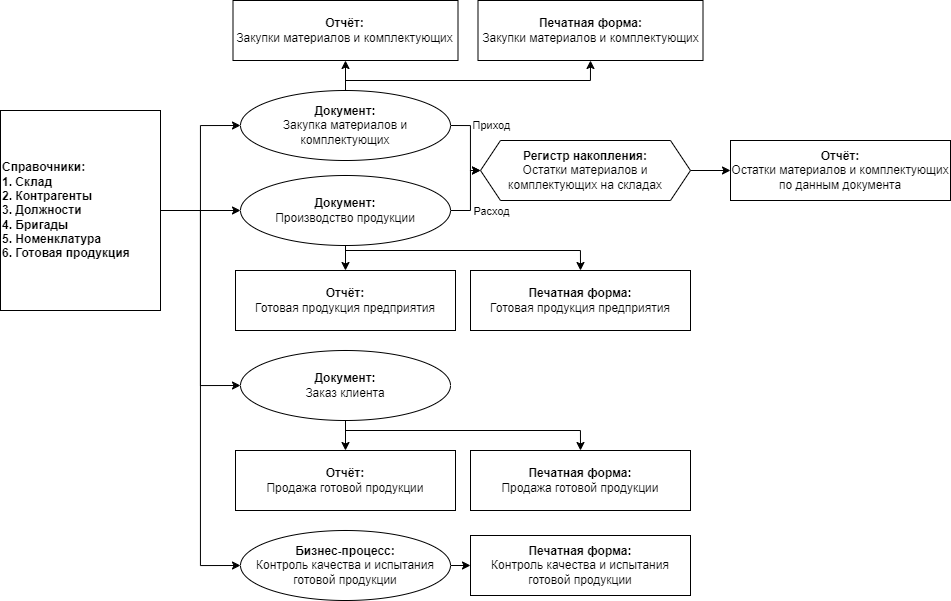 Отчёт:
Закупки материалов и комплектующих
Печатная форма:
Закупки материалов и комплектующих
Справочники:
1. Склад
2. Контрагенты
3. Должности
4. Бригады
5. Номенклатура
6. Готовая продукция
Документ:
Закупка материалов и
комплектующих
Приход
Документ:
Производство продукции
Расход
Регистр накопления:
Остатки материалов и
комплектующих на складах
Отчёт:
Остатки материалов и комплектующих
по данным документа
Отчёт:
Готовая продукция предприятия
Печатная форма:
Готовая продукция предприятия
Документ:
Заказ клиента
Отчёт:
Продажа готовой продукции
Печатная форма:
Продажа готовой продукции
Бизнес-процесс:
Контроль качества и испытания
готовой продукции
Печатная форма:
Контроль качества и испытания
готовой продукции